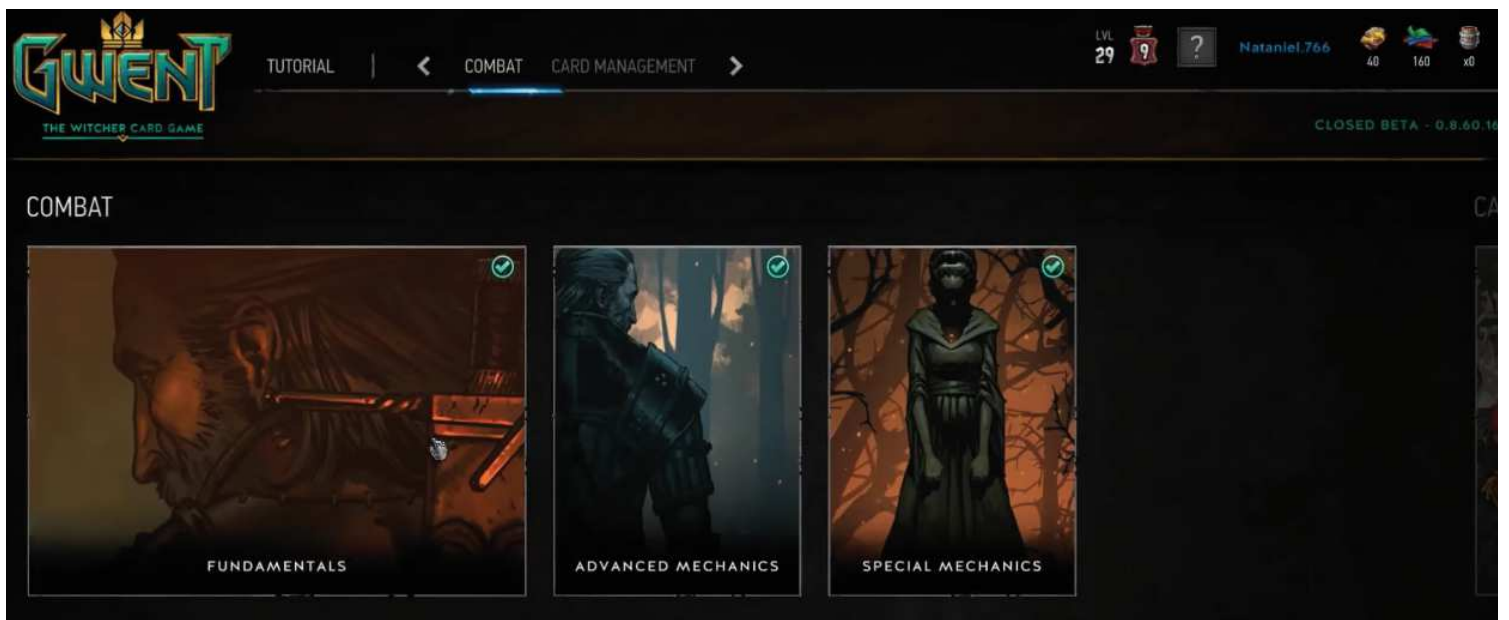 GWENT
THE WITCHER CARD GAME
TUTORIAL
COMBAT
CARD MANAGEMENT
LVL
29
9
?
Nataniel.766
40
160
x0
CLOSED BETA - 0.8.60.16
COMBAT
CA
FUNDAMENTALS
ADVANCED MECHANICS
SPECIAL MECHANICS